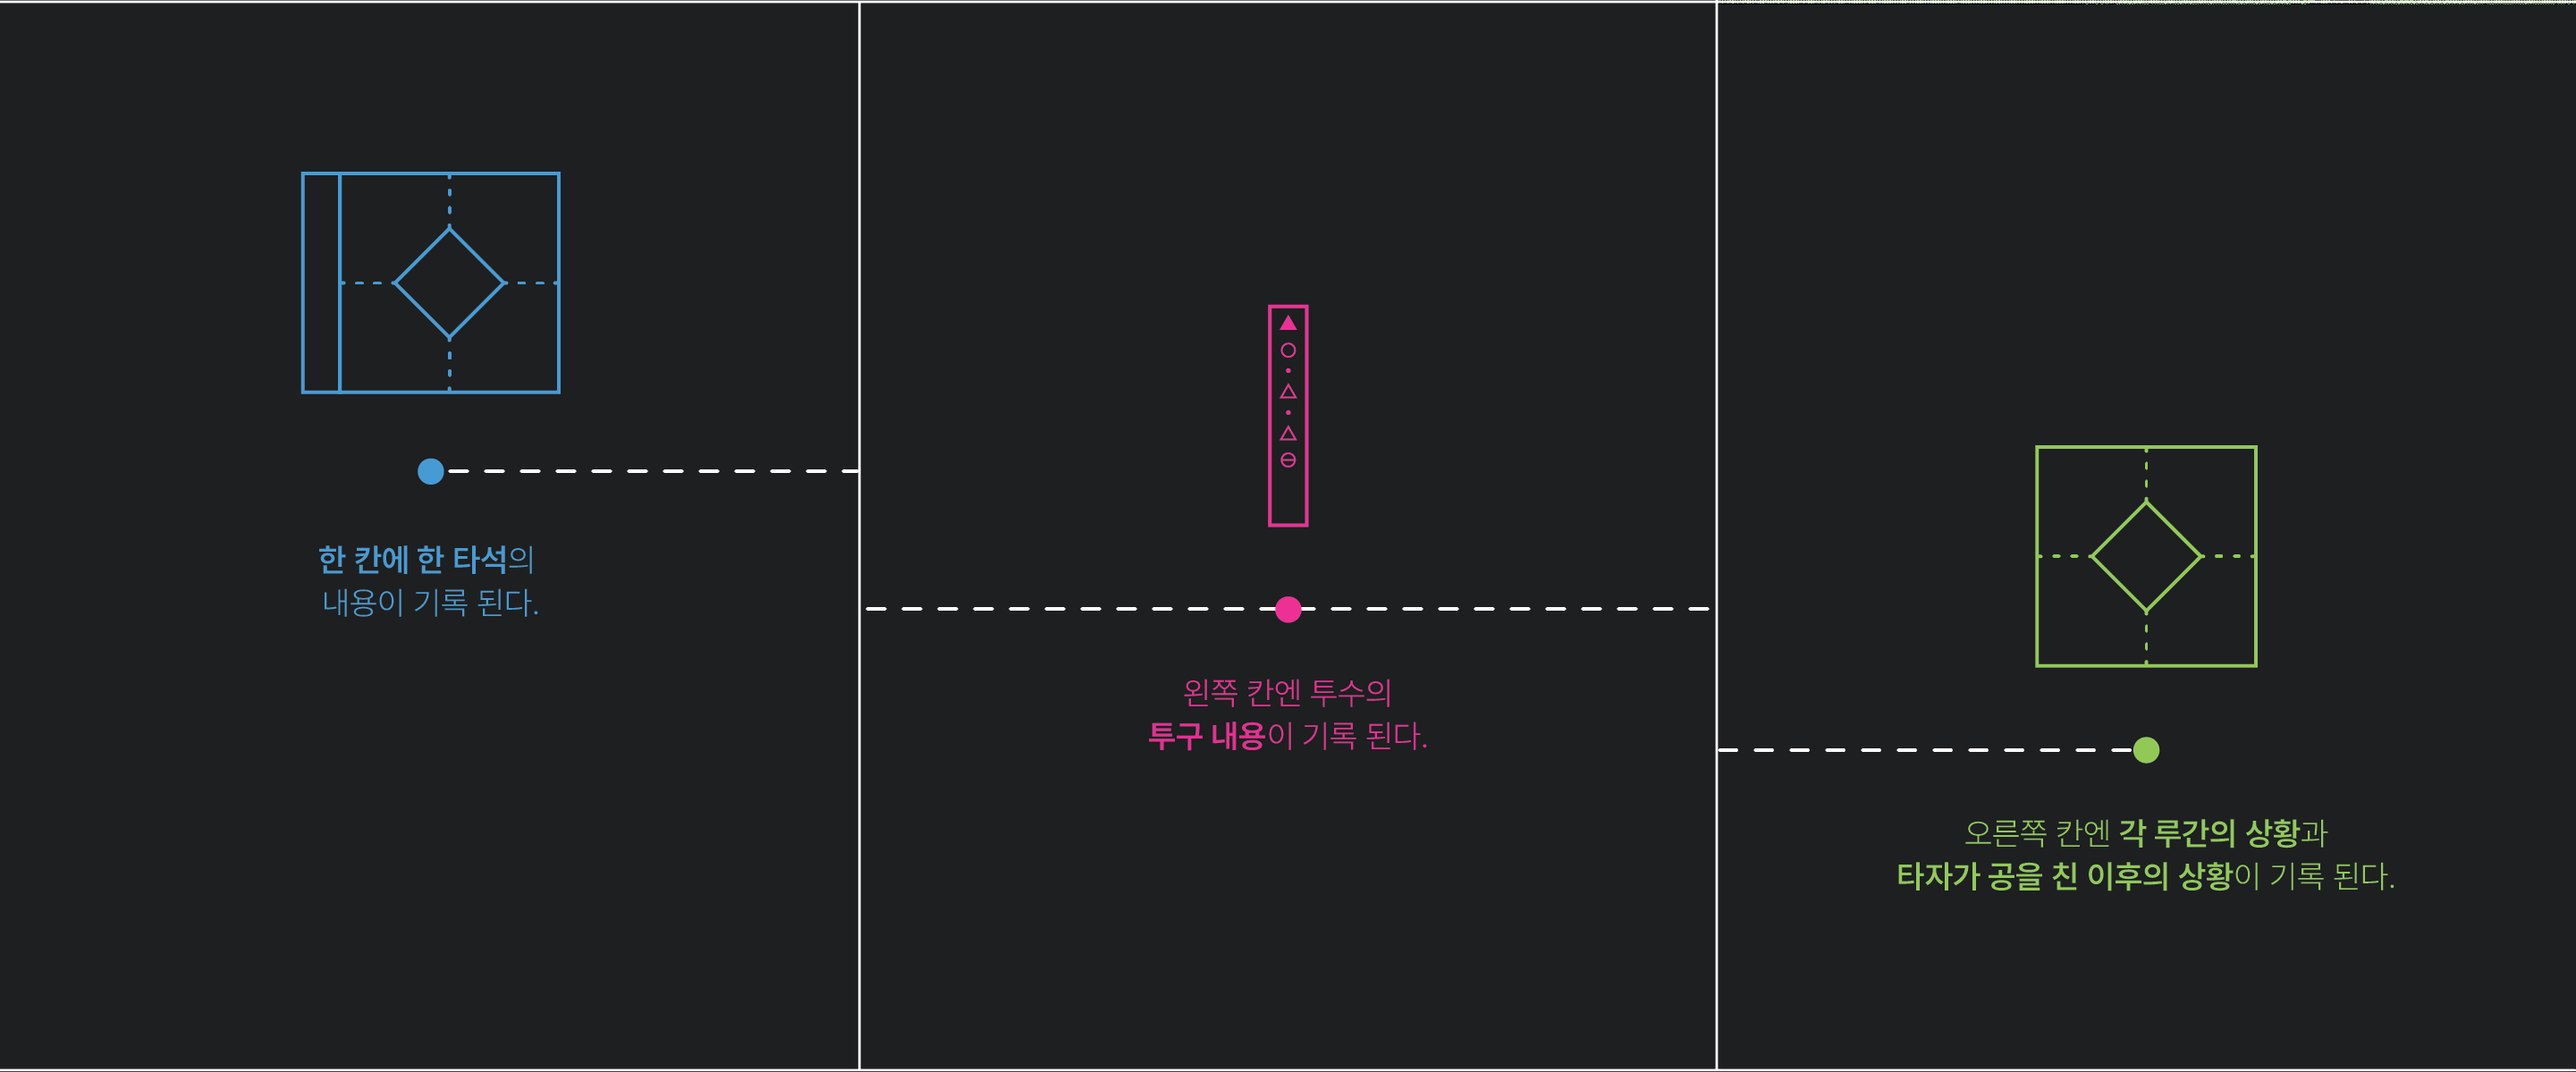 한 칸에 한 타석의
내용이 기록 된다.
왼쪽 칸엔 투수의
투구 내용이 기록 된다.
오른쪽 칸엔 각 루간의 상황과
타자가 공을 친 이후의 상황이 기록 된다.